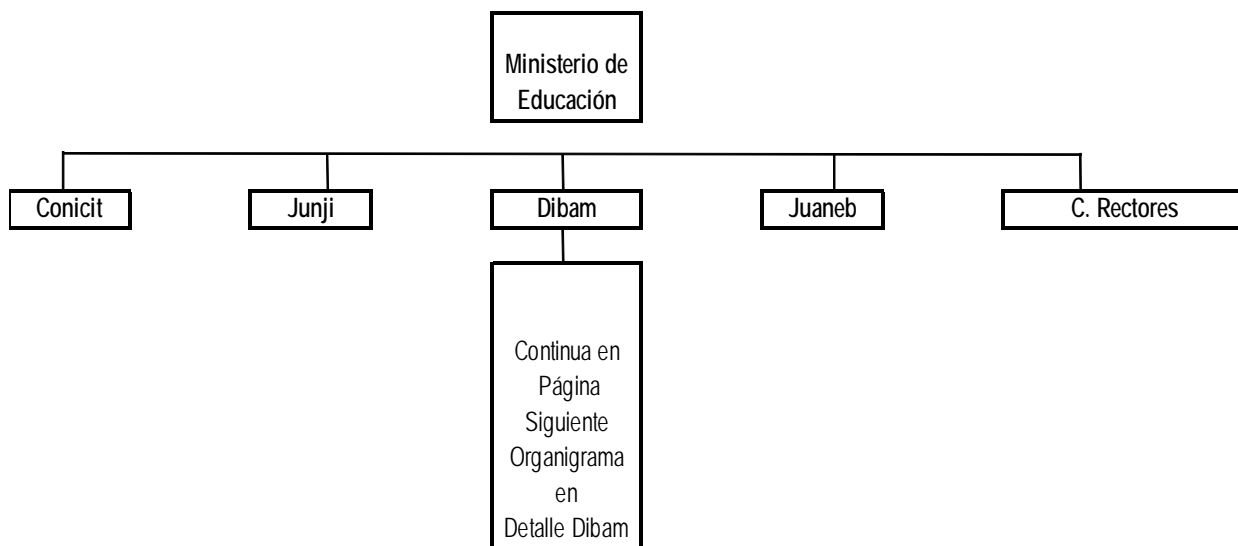 Ministerio de
Educación
Conicit
Junji
Dibam
Juaneb
C. Rectores
Continua en
Página
Siguiente
Organigrama
en
Detalle Dibam